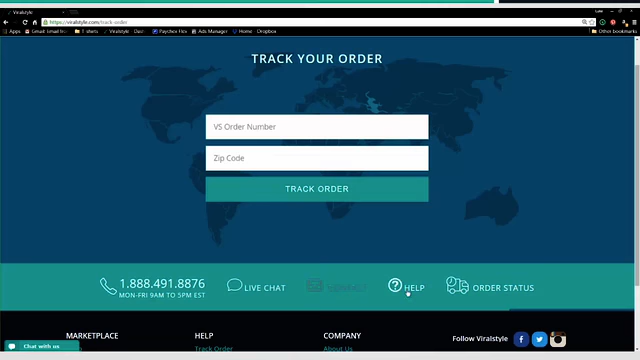 Viralstyle
https://viralstyle.com/track-order
Apps
T-shirts
Viralstyle
Paychex Flex
Ads Manager
Home
Dropbox
Other bookmarks
TRACK YOUR ORDER
VS Order Number
Zip Code
TRACK ORDER
1.888.491.8876
MON-FRI 9AM TO 5PM EST
LIVE CHAT
HELP
ORDER STATUS
MARKETPLACE
HELP
COMPANY
Follow Viralstyle
Track Order
About Us
Chat with us